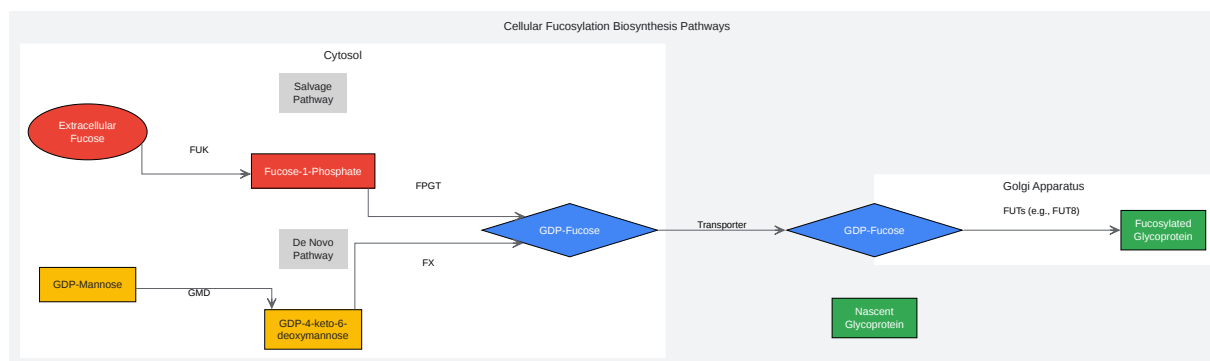 Cellular Fucosylation Biosynthesis Pathways
Cytosol
Salvage
Pathway
Extracellular
Fucose
FUK
Fucose-1-Phosphate
FPGT
GDP-Fucose
Transporter
De Novo
Pathway
FX
GDP-Mannose
GMD
GDP-4-keto-6-
deoxymannose
Golgi Apparatus
GDP-Fucose
FUTs (e.g., FUT8)
Fucosylated
Glycoprotein
Nascent
Glycoprotein